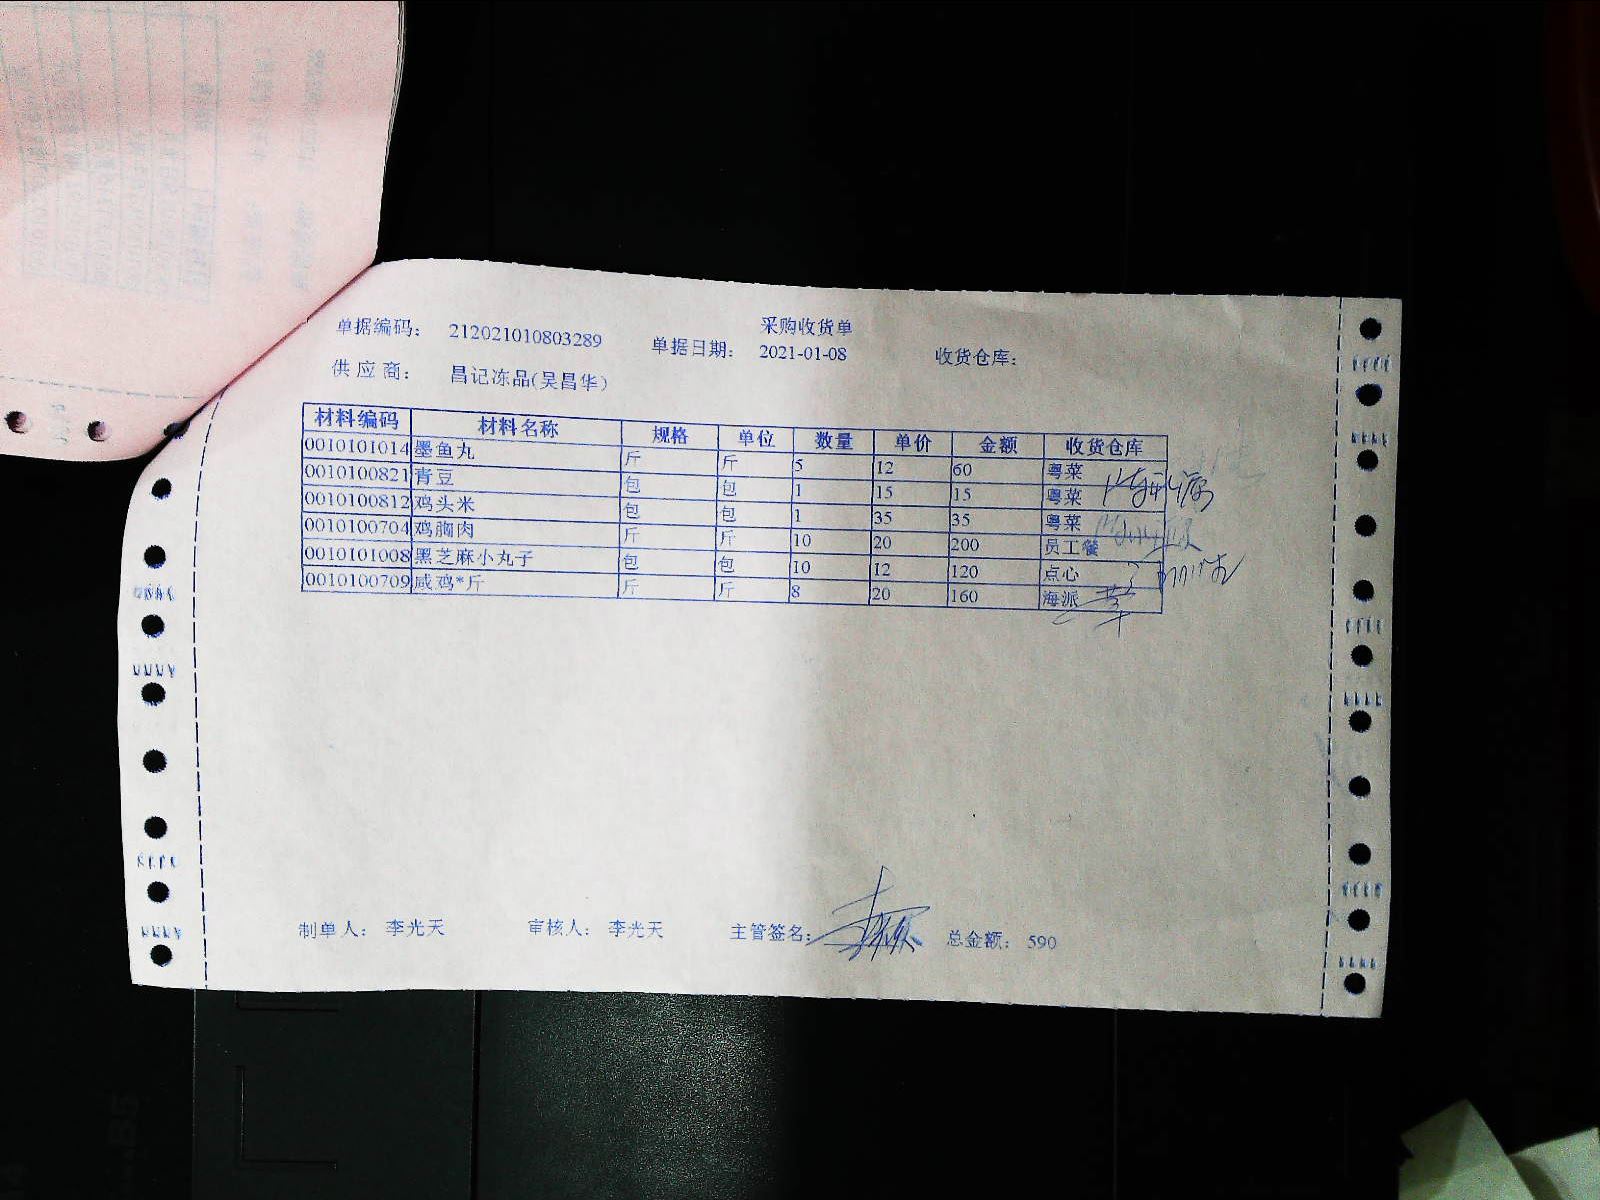 采购收货单
单据编码： 212021010803289 单据日期： 2021-01-08 收货仓库：
供应商： 昌记冻品(吴昌华)
材料编码 材料名称 规格 单位 数量 单价 金额 收货仓库
0010101014 墨鱼丸 斤 斤 5 12 60 粤菜
0010100821 青豆 包 包 1 15 15 粤菜
0010100812 鸡头米 包 包 1 35 35 粤菜
0010100704 鸡胸肉 斤 斤 10 20 200 员工餐
0010101008 黑芝麻小丸子 包 包 10 12 120 点心
0010100709 咸鸡*斤 斤 斤 8 20 160 海派
制单人： 李光天 审核人： 李光天 主管签名： 总金额： 590